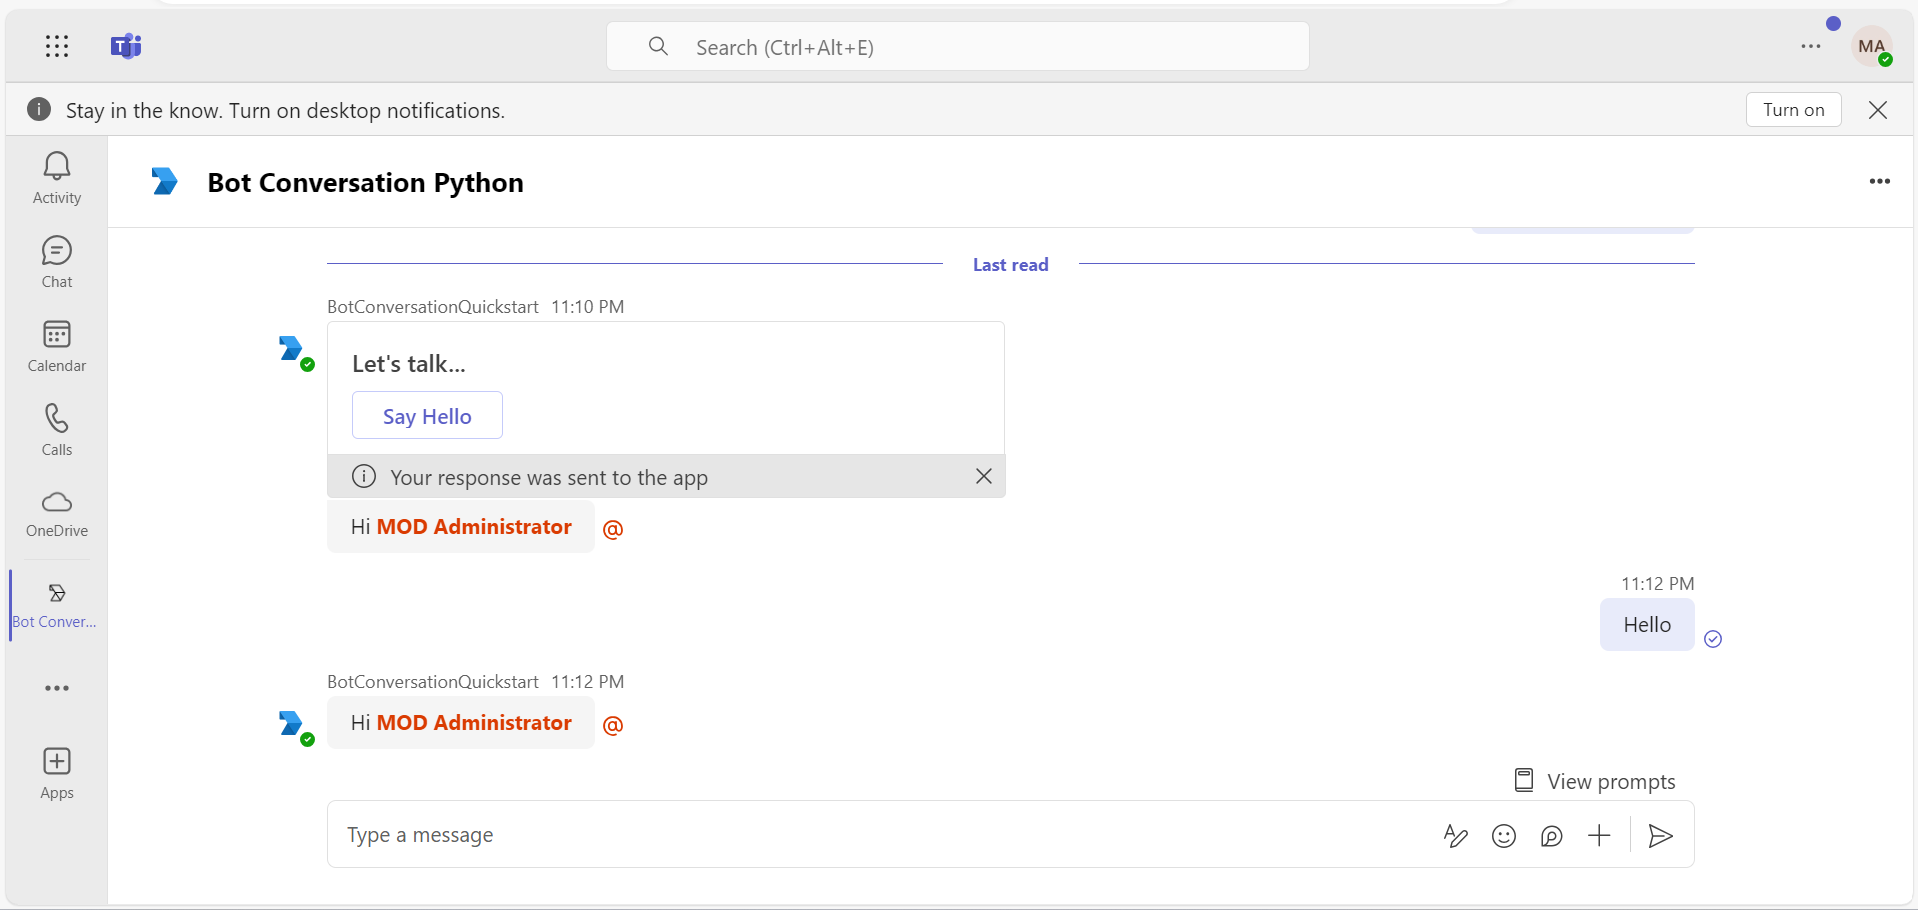 Search (Ctrl+Alt+E)
MA
Stay in the know. Turn on desktop notifications.
Turn on
Activity
Chat
Calendar
Calls
OneDrive
Bot Conver...
Apps
Bot Conversation Python
Last read
BotConversationQuickstart 11:10 PM
Let's talk...
Say Hello
Your response was sent to the app
Hi MOD Administrator @
11:12 PM
Hello
BotConversationQuickstart 11:12 PM
Hi MOD Administrator @
View prompts
Type a message